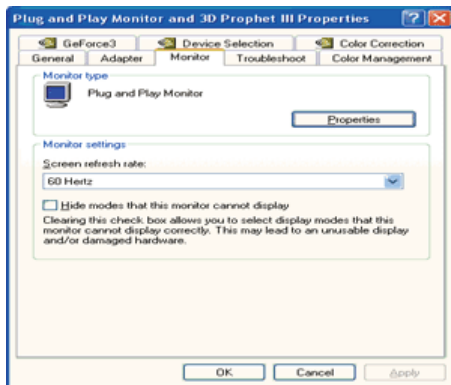 Plug and Play Monitor and 3D Prophet III Properties
GeForce3 Device Selection Color Correction
General Adapter Monitor Troubleshoot Color Management
Monitor type
Plug and Play Monitor
Properties
Monitor settings
Screen refresh rate:
60 Hertz
Hide modes that this monitor cannot display
Clearing this check box allows you to select display modes that this
monitor cannot display correctly. This may lead to an unusable display
and/or damaged hardware.
OK Cancel Apply